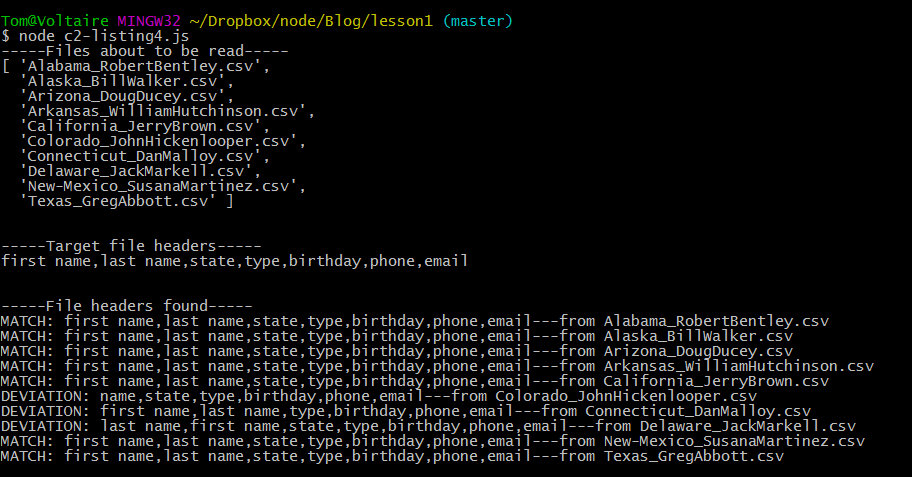 Tom@Voltaire MINGW32 ~/Dropbox/node/Blog/lesson1 (master)
$ node c2-listing4.js
-----Files about to be read-----
[ 'Alabama_RobertBentley.csv',
  'Alaska_BillWalker.csv',
  'Arizona_DougDucey.csv',
  'Arkansas_WilliamHutchinson.csv',
  'California_JerryBrown.csv',
  'Colorado_JohnHickenlooper.csv',
  'Connecticut_DanMalloy.csv',
  'Delaware_JackMarkell.csv',
  'New-Mexico_SusanaMartinez.csv',
  'Texas_GregAbbott.csv' ]
-----Target file headers-----
first name,last name,state,type,birthday,phone,email
-----File headers found-----
MATCH: first name,last name,state,type,birthday,phone,email---from Alabama_RobertBentley.csv
MATCH: first name,last name,state,type,birthday,phone,email---from Alaska_BillWalker.csv
MATCH: first name,last name,state,type,birthday,phone,email---from Arizona_DougDucey.csv
MATCH: first name,last name,state,type,birthday,phone,email---from Arkansas_WilliamHutchinson.csv
MATCH: first name,last name,state,type,birthday,phone,email---from California_JerryBrown.csv
DEVIATION: name,state,type,birthday,phone,email---from Colorado_JohnHickenlooper.csv
DEVIATION: first name,last name,type,birthday,phone,email---from Connecticut_DanMalloy.csv
DEVIATION: last name,first name,state,type,birthday,phone,email---from Delaware_JackMarkell.csv
MATCH: first name,last name,state,type,birthday,phone,email---from New-Mexico_SusanaMartinez.csv
MATCH: first name,last name,state,type,birthday,phone,email---from Texas_GregAbbott.csv